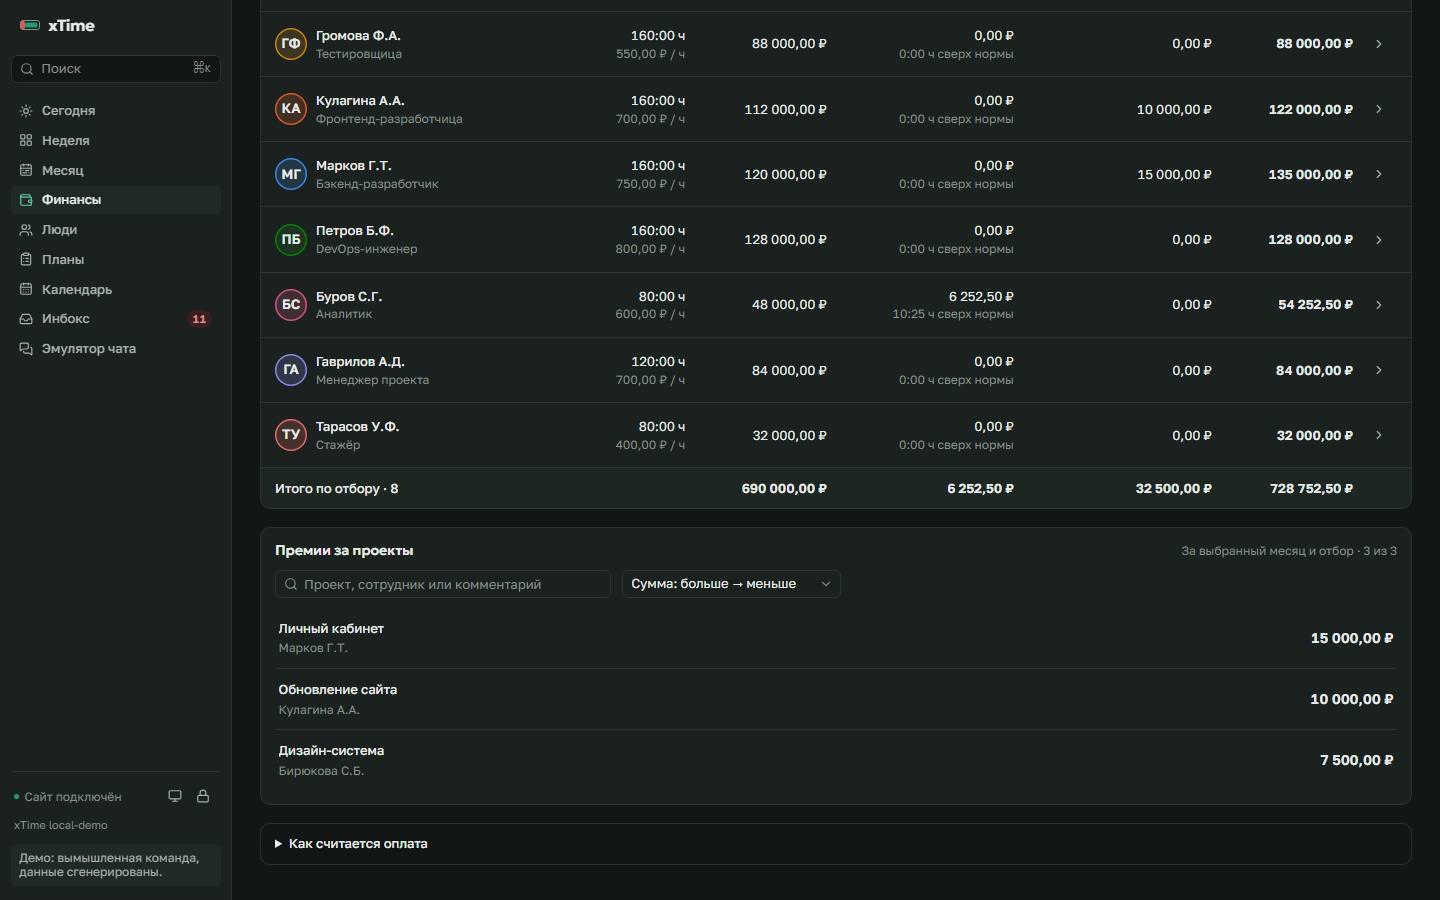 xTime
Поиск ⌘K
Сегодня
Неделя
Месяц
Финансы
Люди
Планы
Календарь
Инбокс 11
Эмулятор чата
Сайт подключён
xTime local-demo
Демо: вымышленная команда,
данные сгенерированы.
ГФ Громова Ф.А. 160:00 ч 88 000,00 ₽ 0,00 ₽ 0,00 ₽ 88 000,00 ₽
Тестировщица 550,00 ₽ / ч 0:00 ч сверх нормы
КА Кулагина А.А. 160:00 ч 112 000,00 ₽ 0,00 ₽ 10 000,00 ₽ 122 000,00 ₽
Фронтенд-разработчица 700,00 ₽ / ч 0:00 ч сверх нормы
МГ Марков Г.Т. 160:00 ч 120 000,00 ₽ 0,00 ₽ 15 000,00 ₽ 135 000,00 ₽
Бэкенд-разработчик 750,00 ₽ / ч 0:00 ч сверх нормы
ПБ Петров Б.Ф. 160:00 ч 128 000,00 ₽ 0,00 ₽ 0,00 ₽ 128 000,00 ₽
DevOps-инженер 800,00 ₽ / ч 0:00 ч сверх нормы
БС Буров С.Г. 80:00 ч 48 000,00 ₽ 6 252,50 ₽ 0,00 ₽ 54 252,50 ₽
Аналитик 600,00 ₽ / ч 10:25 ч сверх нормы
ГА Гаврилов А.Д. 120:00 ч 84 000,00 ₽ 0,00 ₽ 0,00 ₽ 84 000,00 ₽
Менеджер проекта 700,00 ₽ / ч 0:00 ч сверх нормы
ТУ Тарасов У.Ф. 80:00 ч 32 000,00 ₽ 0,00 ₽ 0,00 ₽ 32 000,00 ₽
Стажёр 400,00 ₽ / ч 0:00 ч сверх нормы
Итого по отбору · 8 690 000,00 ₽ 6 252,50 ₽ 32 500,00 ₽ 728 752,50 ₽
Премии за проекты За выбранный месяц и отбор · 3 из 3
Проект, сотрудник или комментарий Сумма: больше → меньше
Личный кабинет 15 000,00 ₽
Марков Г.Т.
Обновление сайта 10 000,00 ₽
Кулагина А.А.
Дизайн-система 7 500,00 ₽
Бирюкова С.Б.
Как считается оплата